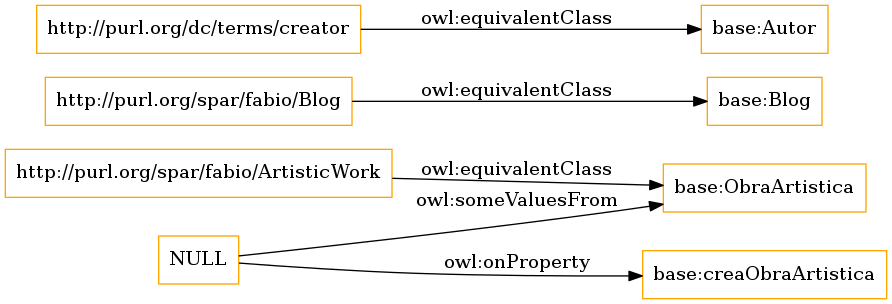 http://purl.org/dc/terms/creator
owl:equivalentClass
base:Autor
http://purl.org/spar/fabio/Blog
owl:equivalentClass
base:Blog
http://purl.org/spar/fabio/ArtisticWork
owl:equivalentClass
base:ObraArtistica
owl:someValuesFrom
NULL
owl:onProperty
base:creaObraArtistica